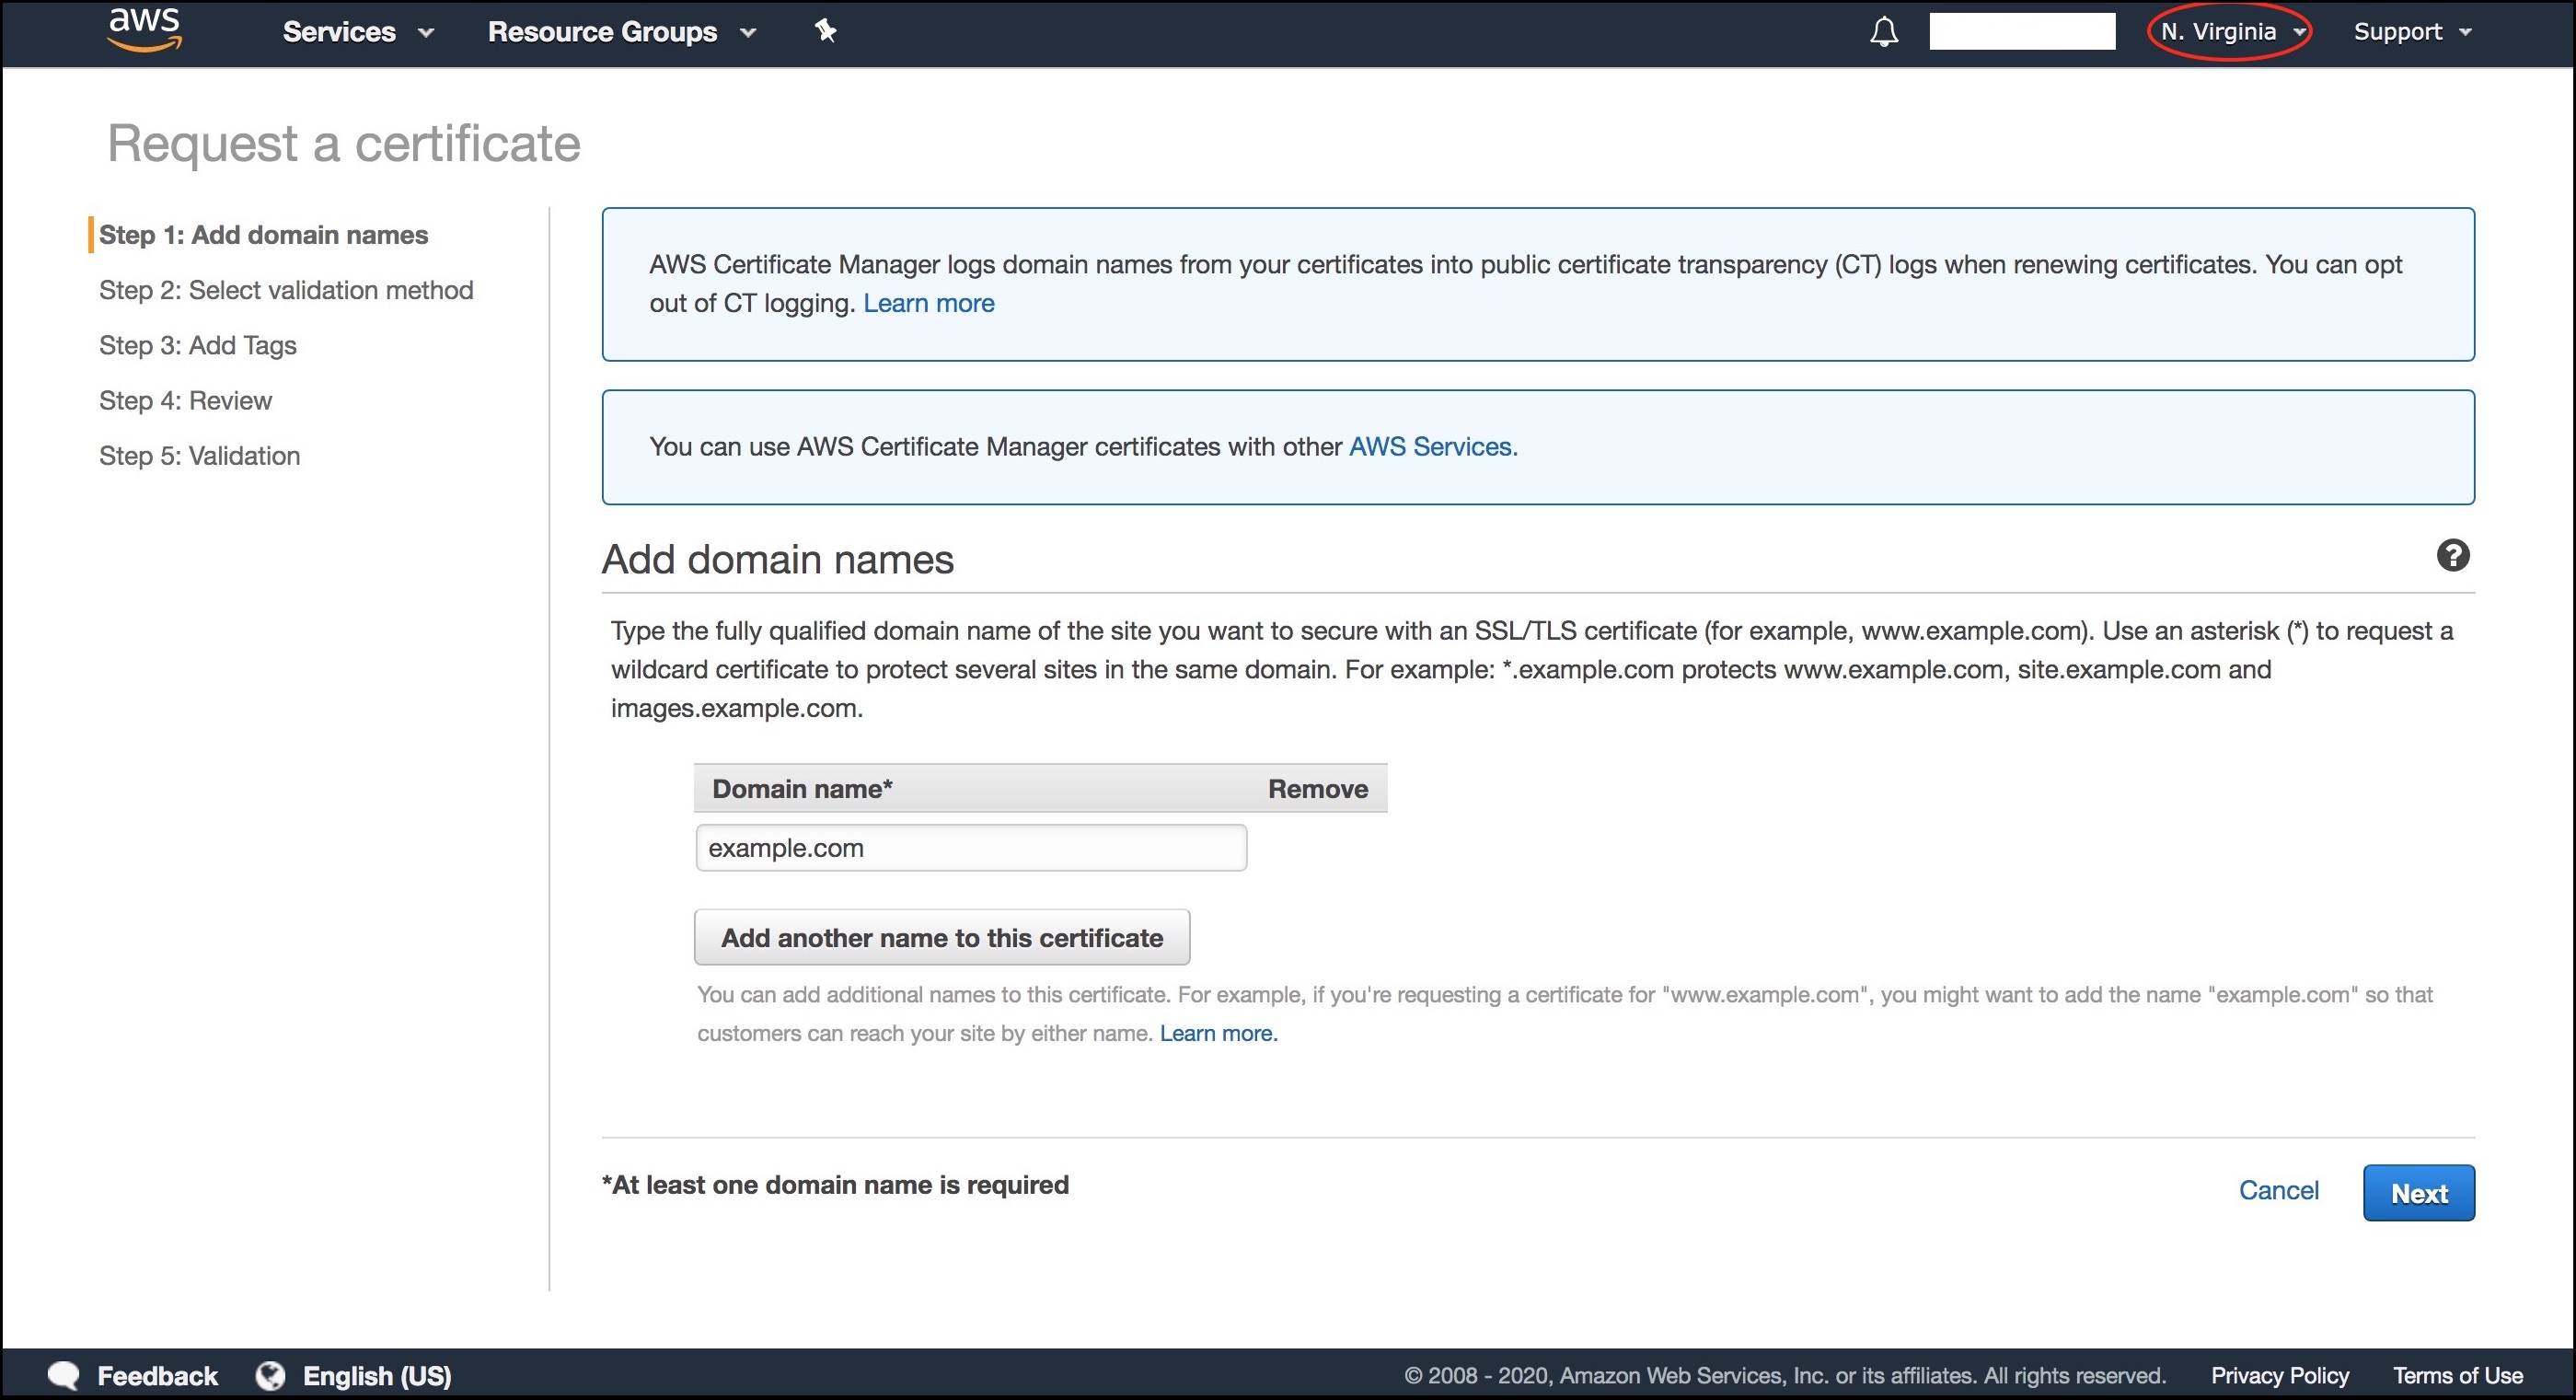 aws Services Resource Groups N. Virginia Support
Request a certificate
Step 1: Add domain names
Step 2: Select validation method
Step 3: Add Tags
Step 4: Review
Step 5: Validation
AWS Certificate Manager logs domain names from your certificates into public certificate transparency (CT) logs when renewing certificates. You can opt
out of CT logging. Learn more
You can use AWS Certificate Manager certificates with other AWS Services.
Add domain names
?
Type the fully qualified domain name of the site you want to secure with an SSL/TLS certificate (for example, www.example.com). Use an asterisk (*) to request a
wildcard certificate to protect several sites in the same domain. For example: *.example.com protects www.example.com, site.example.com and
images.example.com.
Domain name* Remove
example.com
Add another name to this certificate
You can add additional names to this certificate. For example, if you're requesting a certificate for "www.example.com", you might want to add the name "example.com" so that
customers can reach your site by either name. Learn more.
*At least one domain name is required
Cancel Next
Feedback English (US) © 2008 - 2020, Amazon Web Services, Inc. or its affiliates. All rights reserved. Privacy Policy Terms of Use